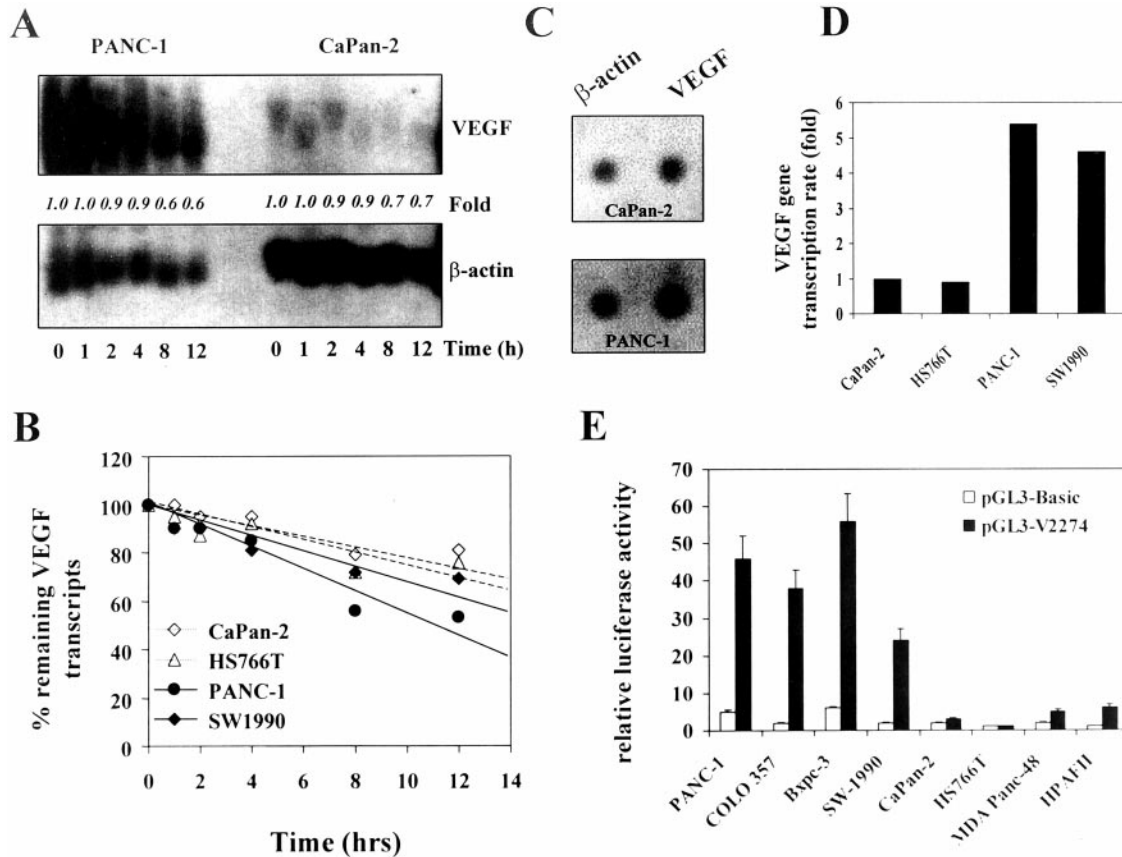 A
PANC-1 CaPan-2
VEGF
1.0 1.0 0.9 0.9 0.6 0.6 1.0 1.0 0.9 0.9 0.7 0.7 Fold
β-actin
0 1 2 4 8 12 0 1 2 4 8 12 Time (h)
B
120
100
80
60
40
20
0
% remaining VEGF
transcripts
CaPan-2
HS766T
PANC-1
SW1990
0 2 4 6 8 10 12 14
Time (hrs)
C
β-actin VEGF
CaPan-2
PANC-1
D
VEGF gene
transcription rate (fold)
6
5
4
3
2
1
0
CaPan-2 HS766T PANC-1 SW1990
E
relative luciferase activity
70
60
50
40
30
20
10
0
pGL3-Basic
pGL3-V2274
PANC-1 COLO 357 Bxpc-3 SW-1990 CaPan-2 HS766T MDA Panc-48 HPAFII